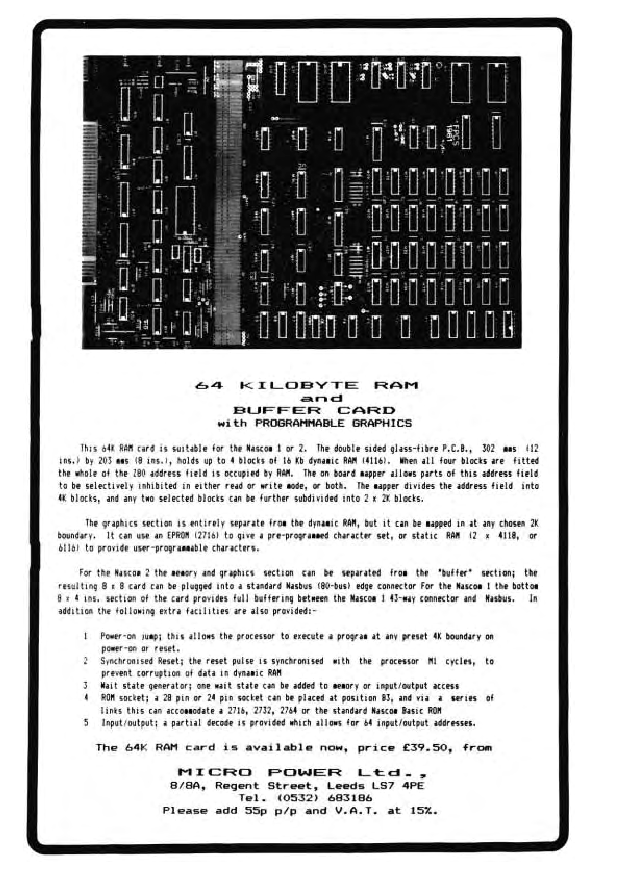 64 KILOBYTE RAM
and
BUFFER CARD
with PROGRAMMABLE GRAPHICS
This 64K RAM card is suitable for the Nascom 1 or 2. The double sided glass-fibre P.C.B., 302 mms (12
ins.) by 203 mms (8 ins.), holds up to 4 blocks of 16 Kb dynamic RAM (4116). When all four blocks are fitted
the whole of the Z80 address field is occupied by RAM. The on board mapper allows parts of this address field
to be selectively inhibited in either read or write mode, or both. The mapper divides the address field into
4K blocks, and any two selected blocks can be further subdivided into 2 x 2K blocks.
The graphics section is entirely separate from the dynamic RAM, but it can be mapped in at any chosen 2K
boundary. It can use an EPROM (2716) to give a pre-programmed character set, or static RAM (2 x 4118, or
6116) to provide user-programmable characters.
For the Nascom 2 the memory and graphics section can be separated from the "buffer" section; the
resulting 8 x 8 card can be plugged into a standard Nasbus (80-bus) edge connector For the Nascom 1 the bottom
8 x 4 ins. section of the card provides full buffering between the Nascom 1 43-way connector and Nasbus. In
addition the following extra facilities are also provided:-
1 Power-on jump; this allows the processor to execute a program at any preset 4K boundary on
power-on or reset.
2 Synchronised Reset; the reset pulse is synchronised with the processor M1 cycles, to
prevent corruption of data in dynamic RAM
3 Wait state generator; one wait state can be added to memory or input/output access
4 ROM socket; a 28 pin or 24 pin socket can be placed at position B3, and via a series of
links this can accommodate a 2716, 2732, 2764 or the standard Nascom Basic ROM
5 Input/output; a partial decode is provided which allows for 64 input/output addresses.
The 64K RAM card is available now, price £39.50, from
MICRO POWER Ltd.,
8/8A, Regent Street, Leeds LS7 4PE
Tel. (0532) 683186
Please add 55p p/p and V.A.T. at 15%.